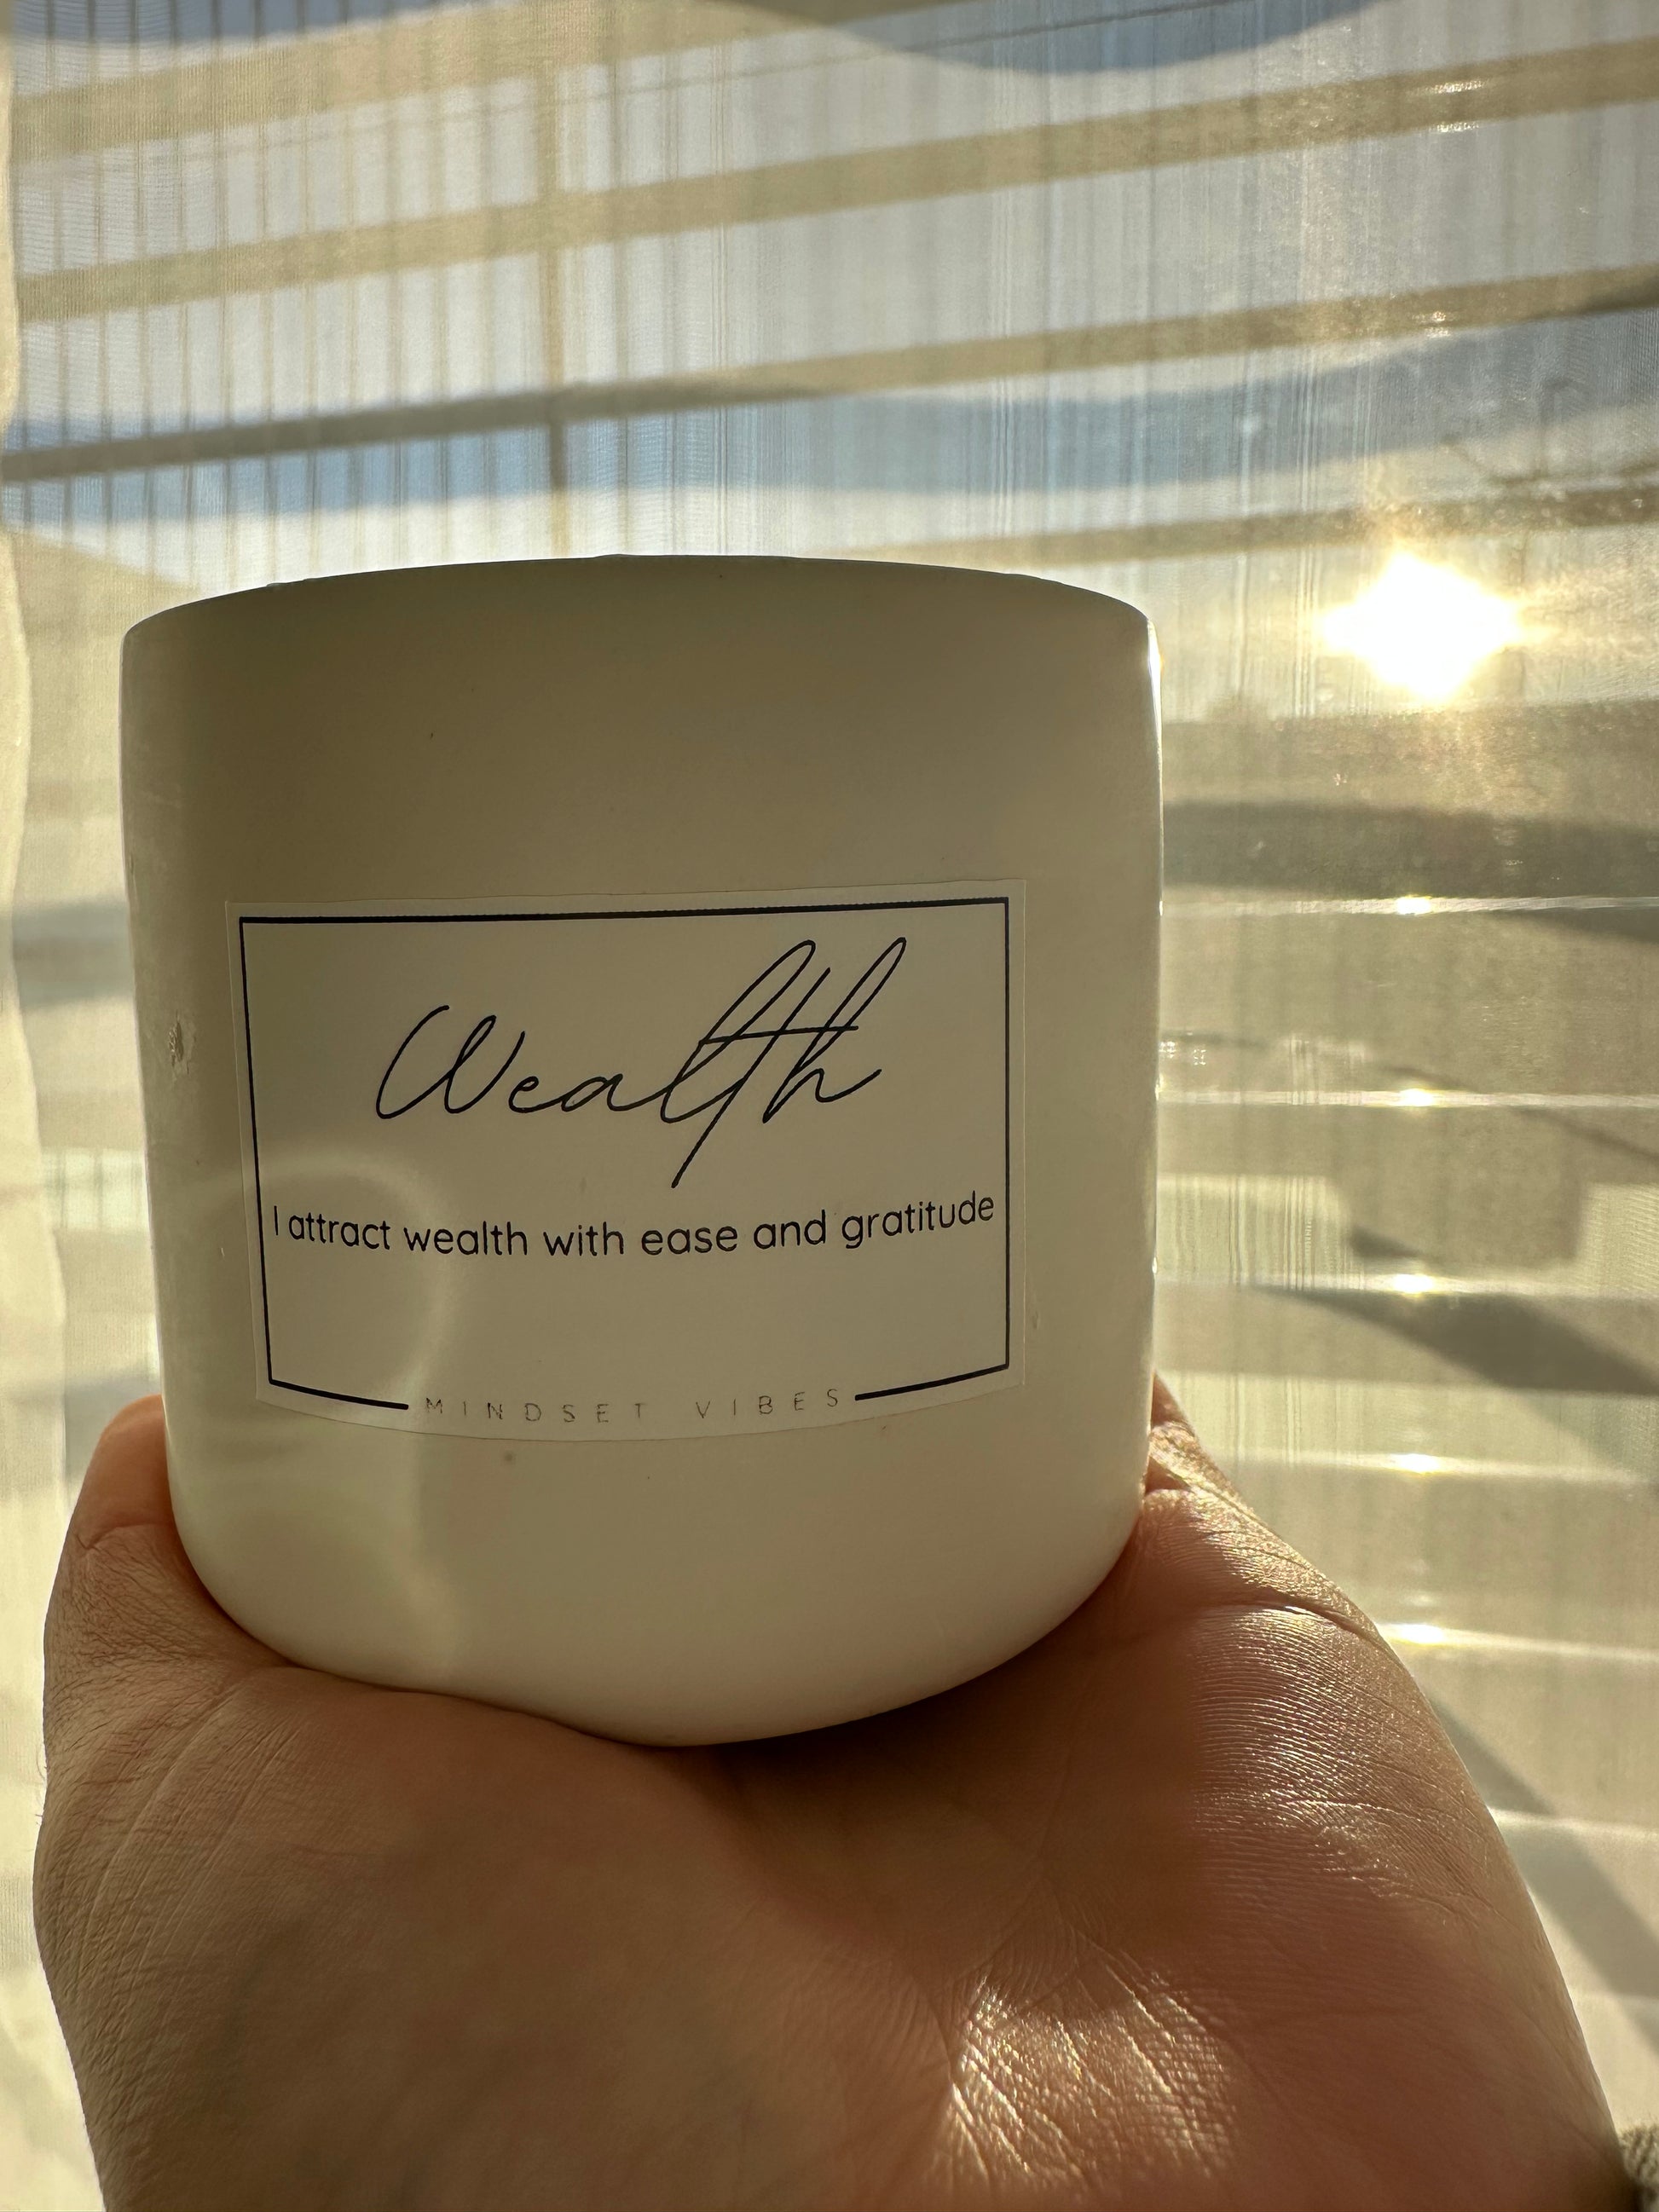 Wealth
I attract wealth with ease and gratitude
MINDSET VIBES